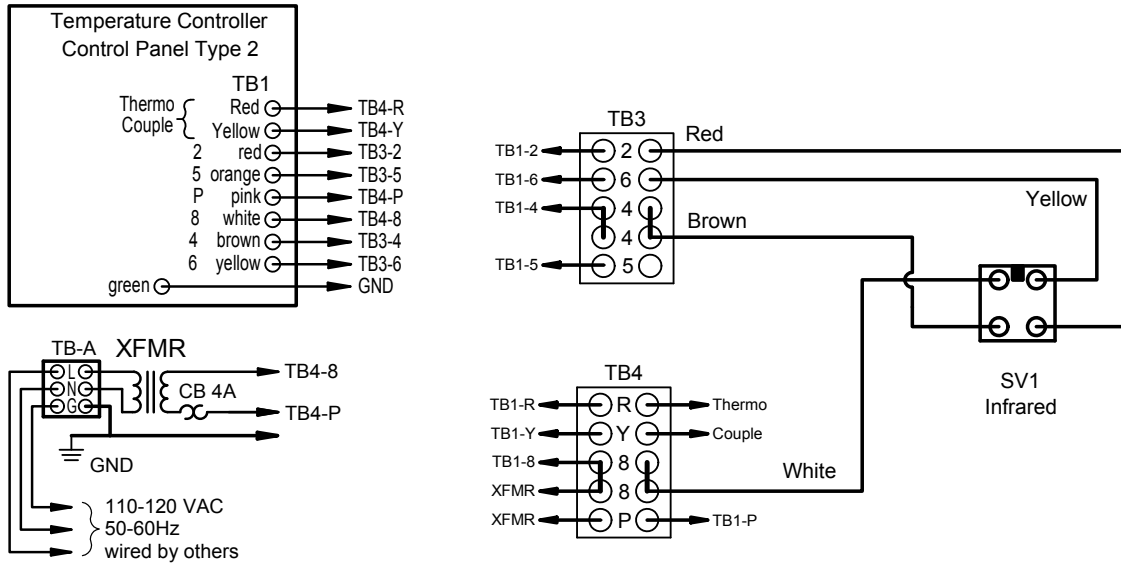 Temperature Controller
Control Panel Type 2
TB1
Thermo
Couple
Red TB4-R
Yellow TB4-Y
2 red TB3-2
5 orange TB3-5
P pink TB4-P
8 white TB4-8
4 brown TB3-4
6 yellow TB3-6
green GND
TB-A XFMR
L
N
G
CB 4A
TB4-8
TB4-P
GND
110-120 VAC
50-60Hz
wired by others
TB3
TB1-2 2 Red
TB1-6 6 Yellow
TB1-4 4
4 Brown
TB1-5 5
TB4
TB1-R R Thermo
TB1-Y Y Couple
TB1-8 8
XFMR 8 White
XFMR P TB1-P
SV1
Infrared